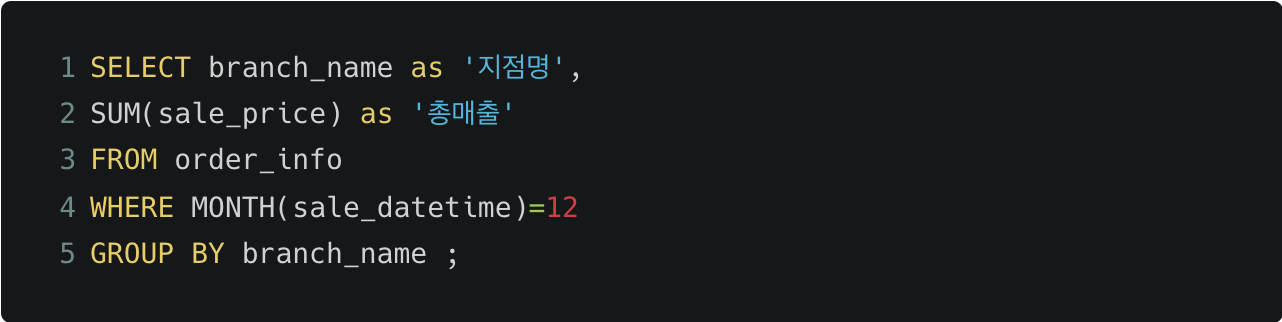 1 SELECT branch_name as '지점명',
2 SUM(sale_price) as '총매출'
3 FROM order_info
4 WHERE MONTH(sale_datetime)=12
5 GROUP BY branch_name ;